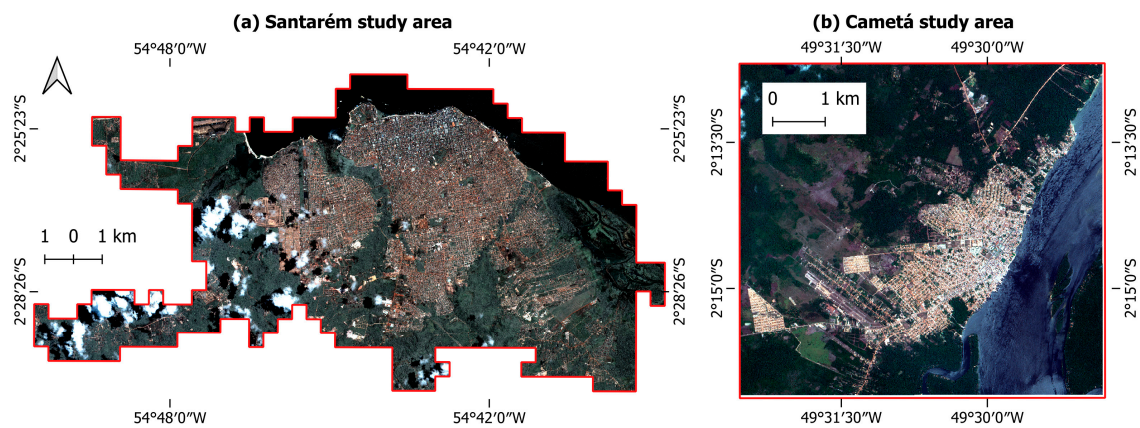 (a) Santarém study area
54°48′0″W 54°42′0″W
2°25′23″S 2°25′23″S
1 0 1 km
2°28′26″S 2°28′26″S
54°48′0″W 54°42′0″W
(b) Cametá study area
49°31′30″W 49°30′0″W
0 1 km
2°13′30″S 2°13′30″S
2°15′0″S 2°15′0″S
49°31′30″W 49°30′0″W